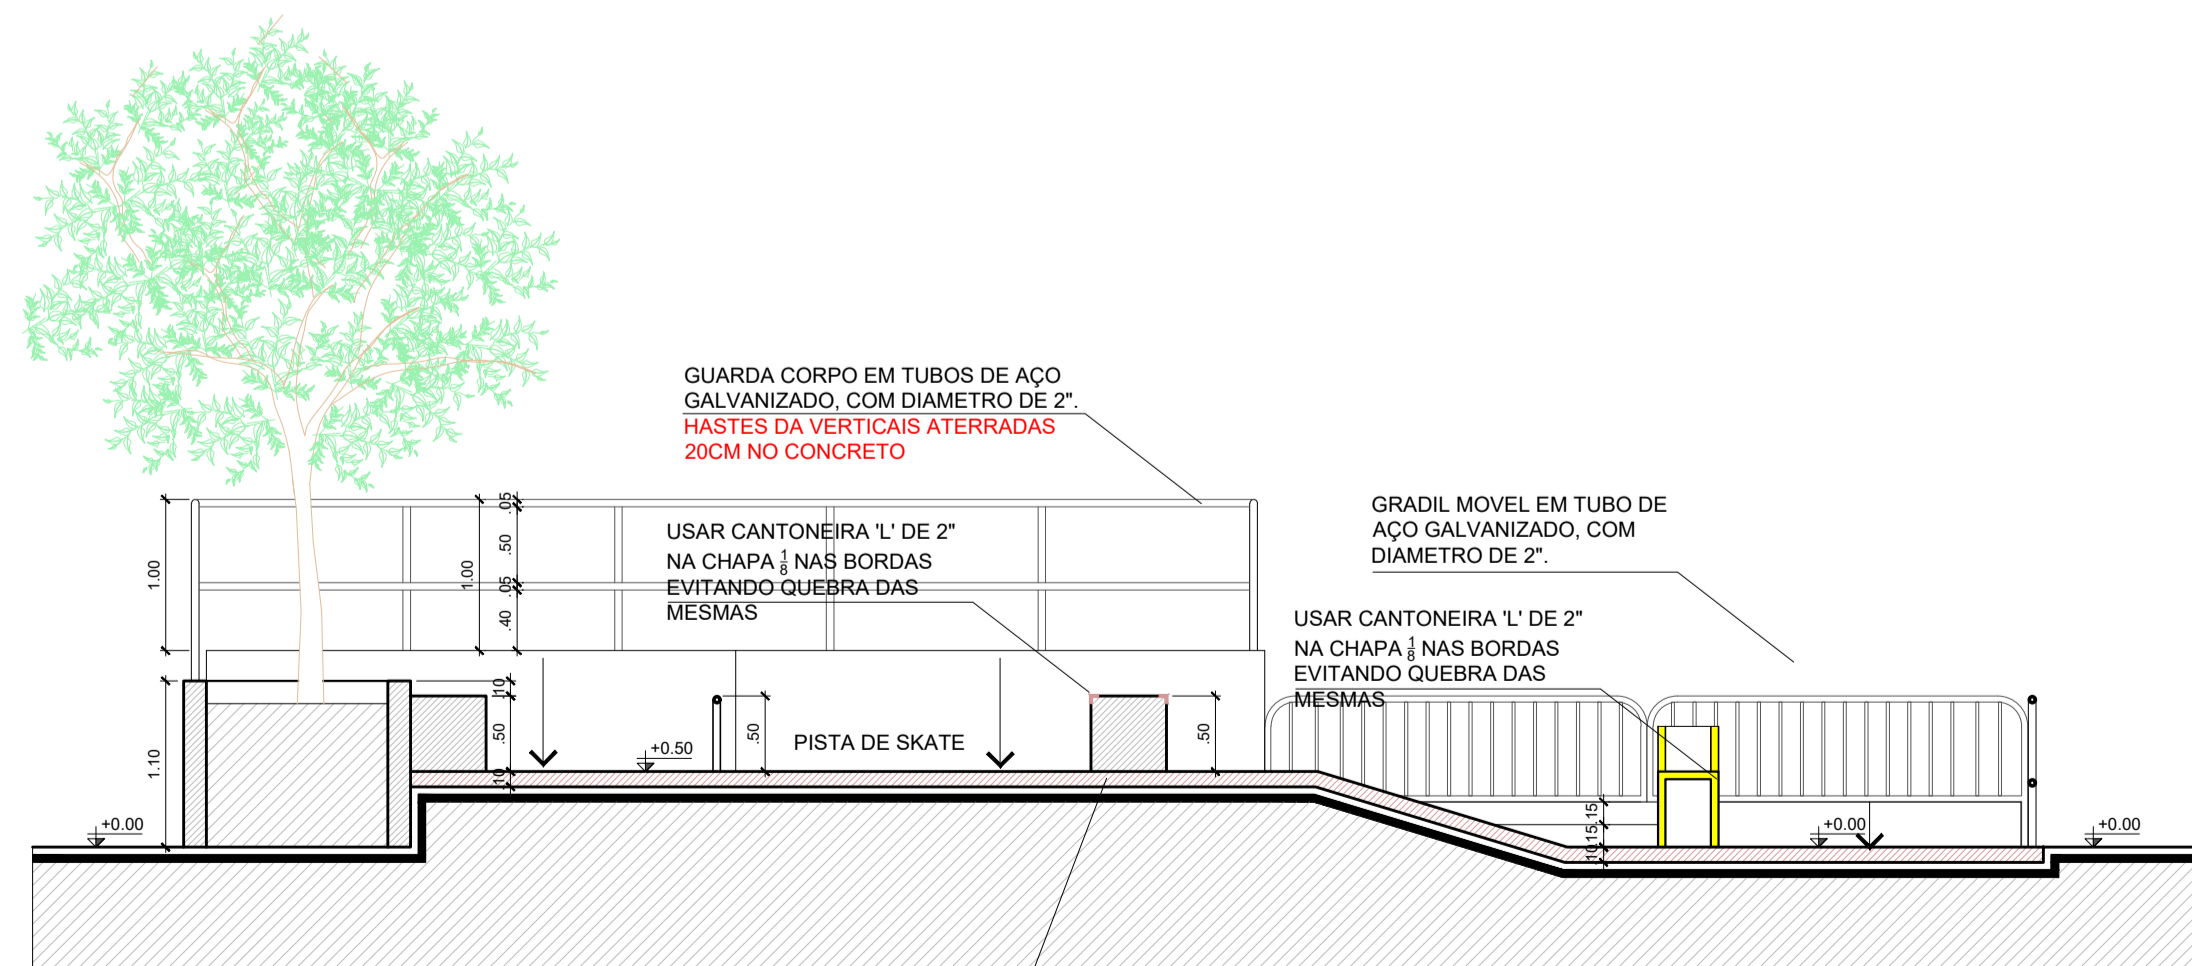 GUARDA CORPO EM TUBOS DE AÇO
GALVANIZADO, COM DIAMETRO DE 2".
HASTES DA VERTICAIS ATERRADAS
20CM NO CONCRETO
USAR CANTONEIRA 'L' DE 2"
NA CHAPA 1/8 NAS BORDAS
EVITANDO QUEBRA DAS
MESMAS
GRADIL MOVEL EM TUBO DE
AÇO GALVANIZADO, COM
DIAMETRO DE 2".
USAR CANTONEIRA 'L' DE 2"
NA CHAPA 1/8 NAS BORDAS
EVITANDO QUEBRA DAS
MESMAS
1.00
1.10
1.00
.05
.50
.05
.40
.10
.50
.10
+0.00
+0.50
.50
PISTA DE SKATE
.50
.15
.15
.10
+0.00
+0.00